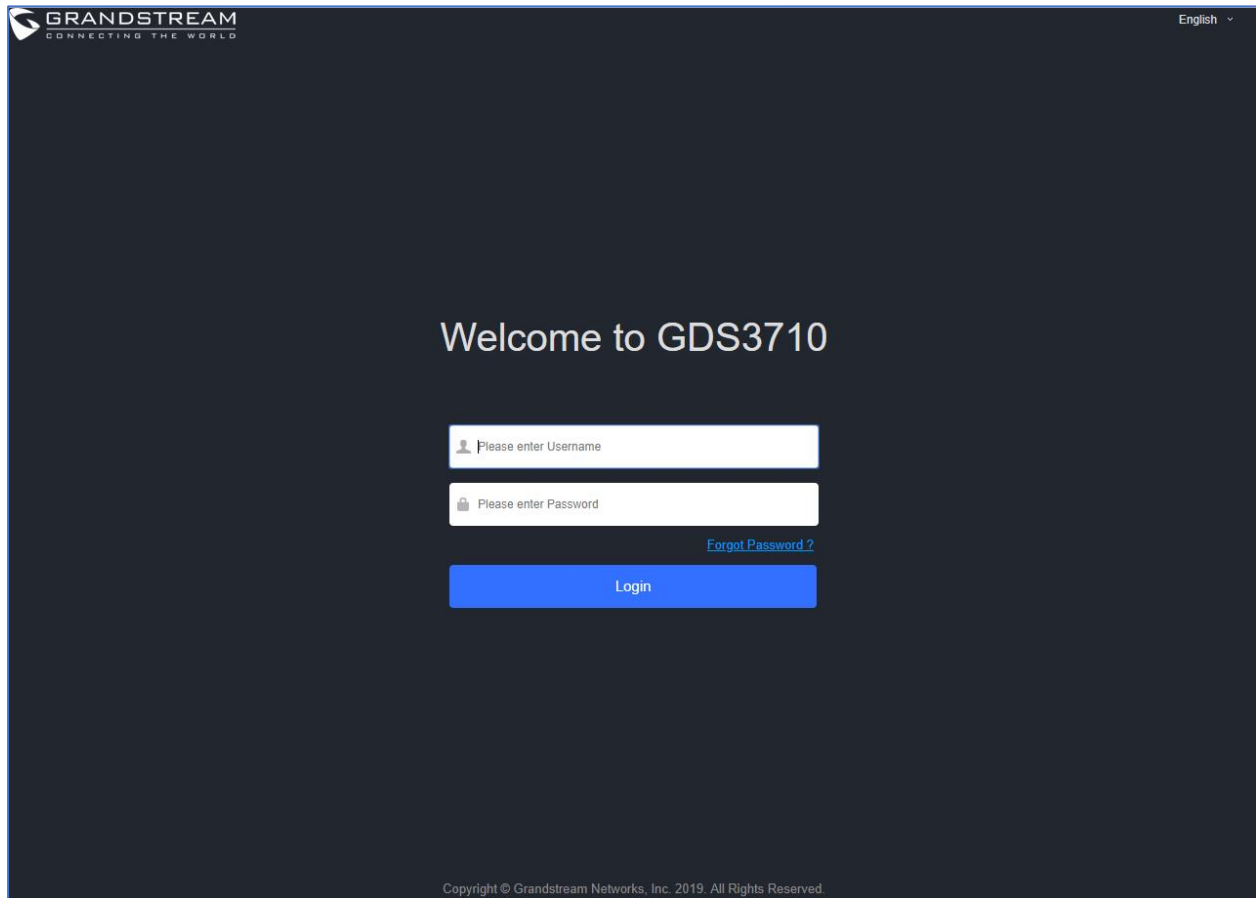 GRANDSTREAM
CONNECTING THE WORLD
English
Welcome to GDS3710
Please enter Username
Please enter Password
Forgot Password ?
Login
Copyright © Grandstream Networks, Inc. 2019. All Rights Reserved.